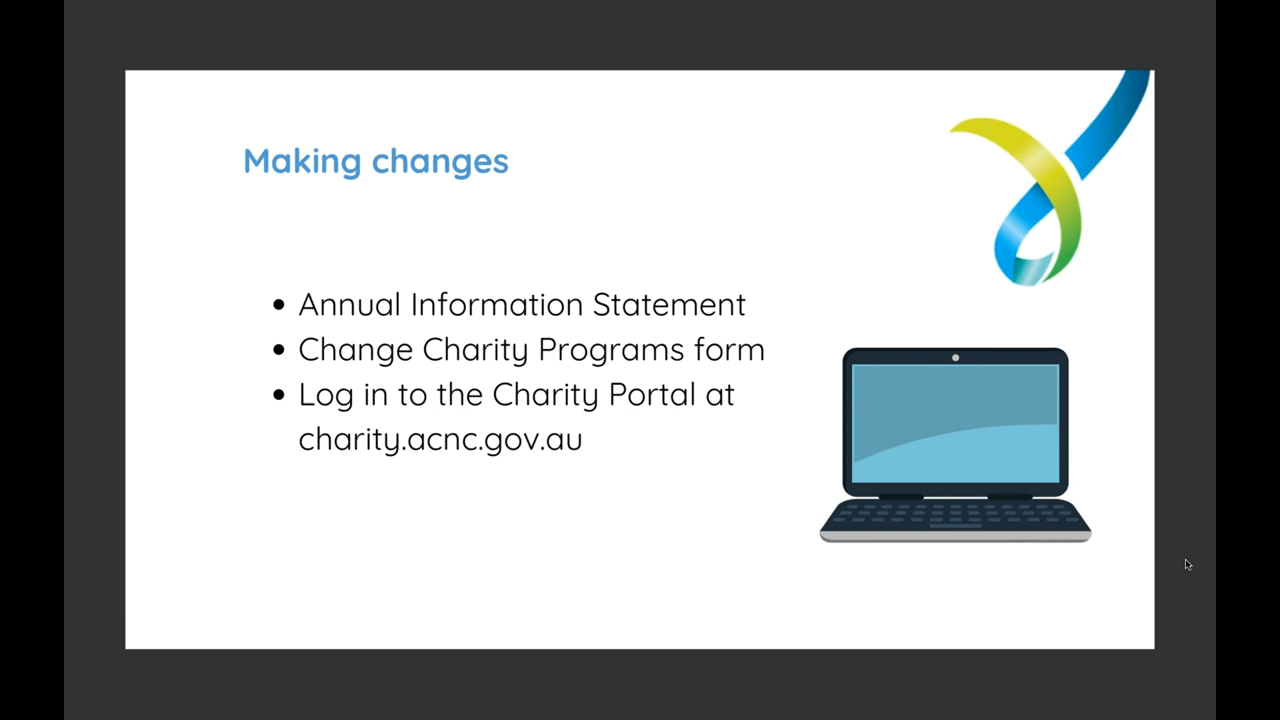 Making changes
Annual Information Statement
Change Charity Programs form
Log in to the Charity Portal at
charity.acnc.gov.au